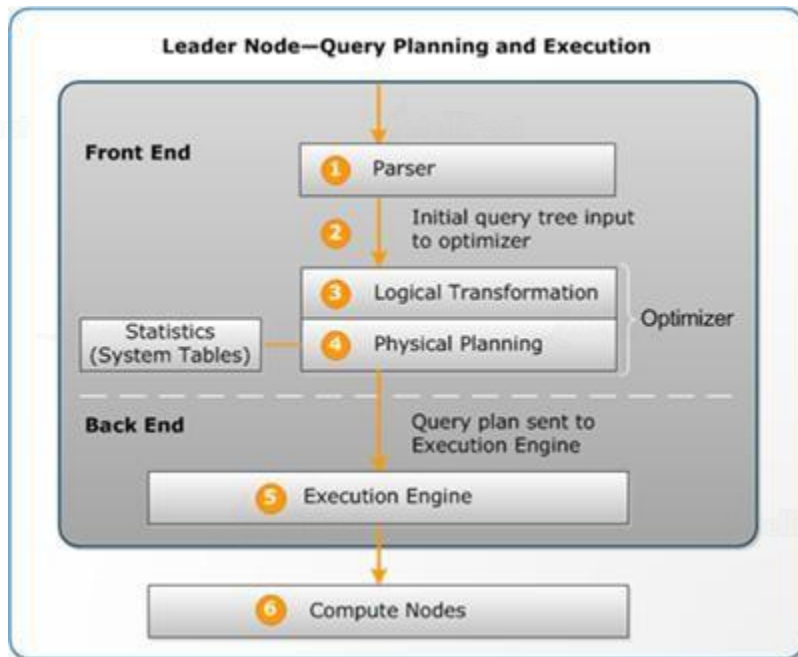 Leader Node—Query Planning and Execution
Front End
1 Parser
2 Initial query tree input
to optimizer
3 Logical Transformation
Optimizer
Statistics
(System Tables)
4 Physical Planning
Back End
Query plan sent to
Execution Engine
5 Execution Engine
6 Compute Nodes